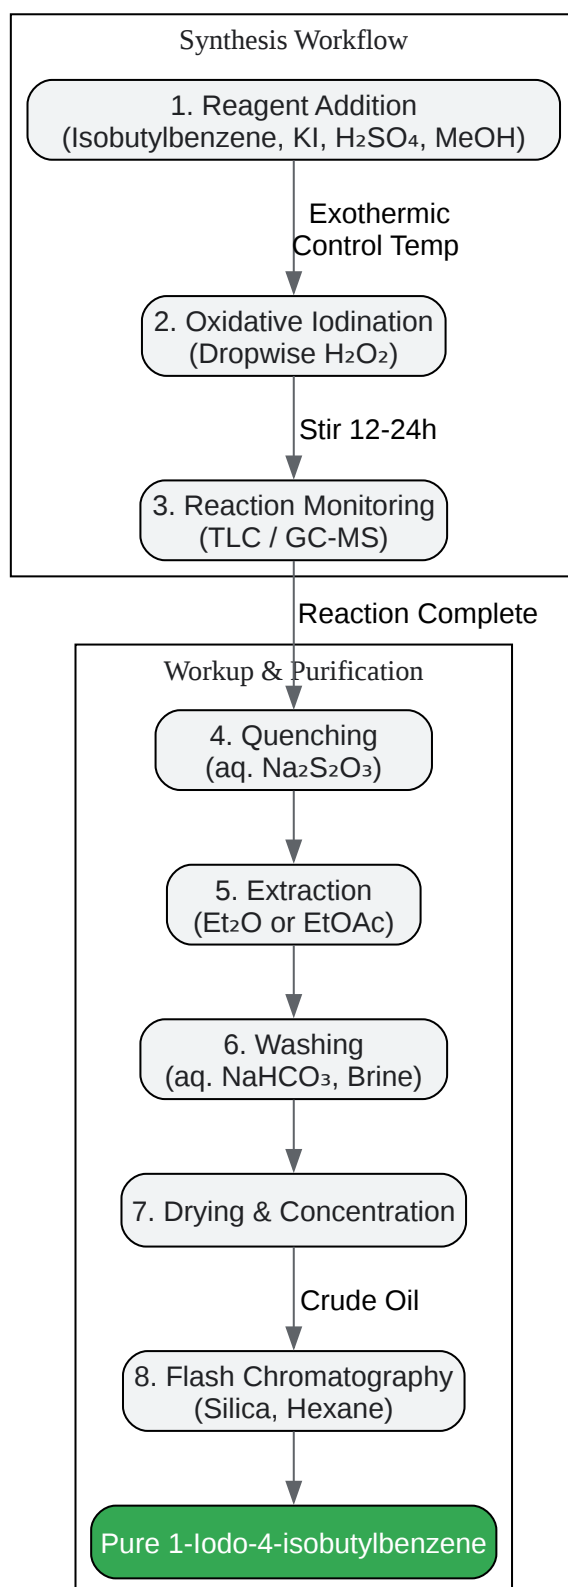 Synthesis Workflow
1. Reagent Addition
(Isobutylbenzene, KI, H₂SO₄, MeOH)
Exothermic
Control Temp
2. Oxidative Iodination
(Dropwise H₂O₂)
Stir 12-24h
3. Reaction Monitoring
(TLC / GC-MS)
Reaction Complete
Workup & Purification
4. Quenching
(aq. Na₂S₂O₃)
5. Extraction
(Et₂O or EtOAc)
6. Washing
(aq. NaHCO₃, Brine)
7. Drying & Concentration
Crude Oil
8. Flash Chromatography
(Silica, Hexane)
Pure 1-Iodo-4-isobutylbenzene